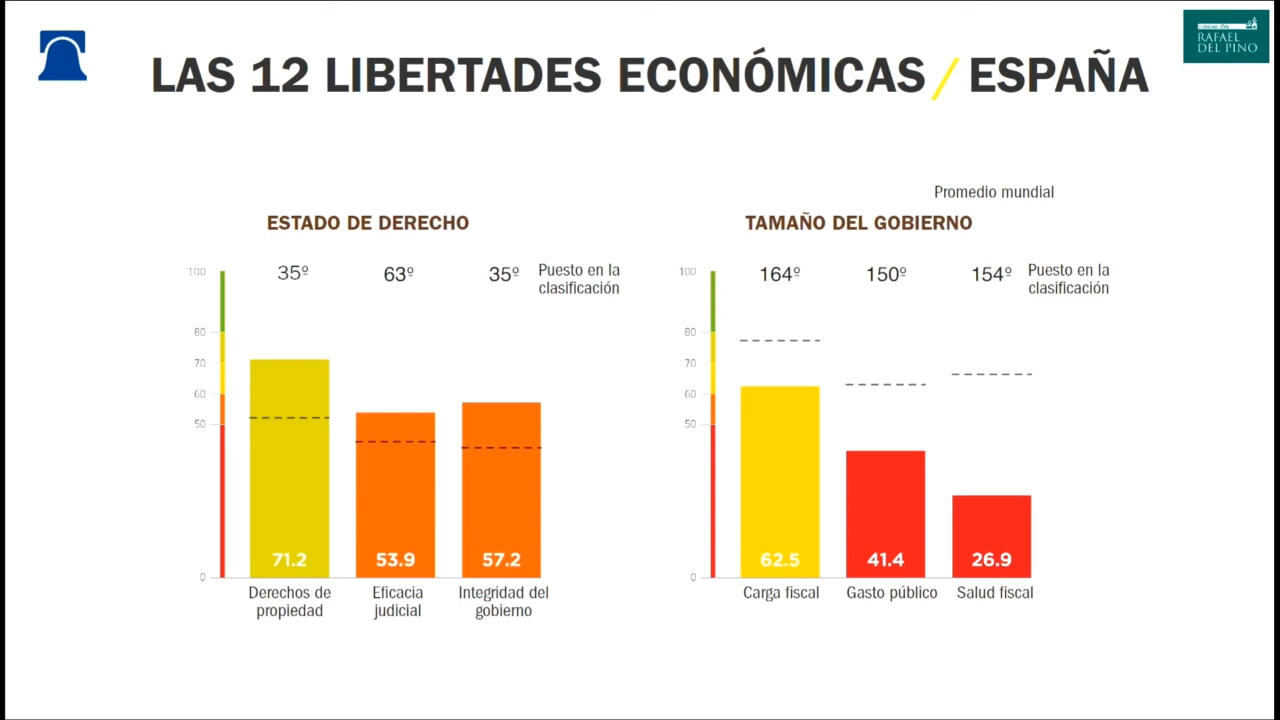 FUNDACIÓN
RAFAEL
DEL PINO
LAS 12 LIBERTADES ECONÓMICAS / ESPAÑA
Promedio mundial
ESTADO DE DERECHO
100
35º
63º
35º
Puesto en la
clasificación
80
70
60
50
0
71.2
53.9
57.2
Derechos de
propiedad
Eficacia
judicial
Integridad del
gobierno
TAMAÑO DEL GOBIERNO
100
164º
150º
154º
Puesto en la
clasificación
80
70
60
50
0
62.5
41.4
26.9
Carga fiscal
Gasto público
Salud fiscal